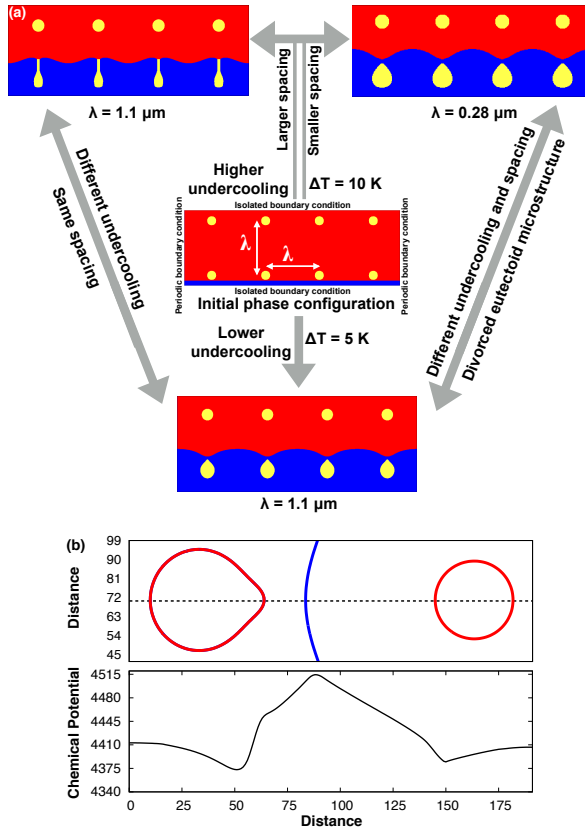 (a)
λ = 1.1 µm
λ = 0.28 µm
Larger spacing
Smaller spacing
Higher
undercooling
ΔT = 10 K
Different undercooling
Same spacing
Different undercooling and spacing
Divorced eutectoid microstructure
Isolated boundary condition
Periodic boundary condition
λ
λ
Periodic boundary condition
Isolated boundary condition
Initial phase configuration
Lower
undercooling
ΔT = 5 K
λ = 1.1 µm
(b)
99
90
81
72
63
54
45
Distance
4515
4480
4445
4410
4375
4340
Chemical Potential
0 25 50 75 100 125 150 175
Distance